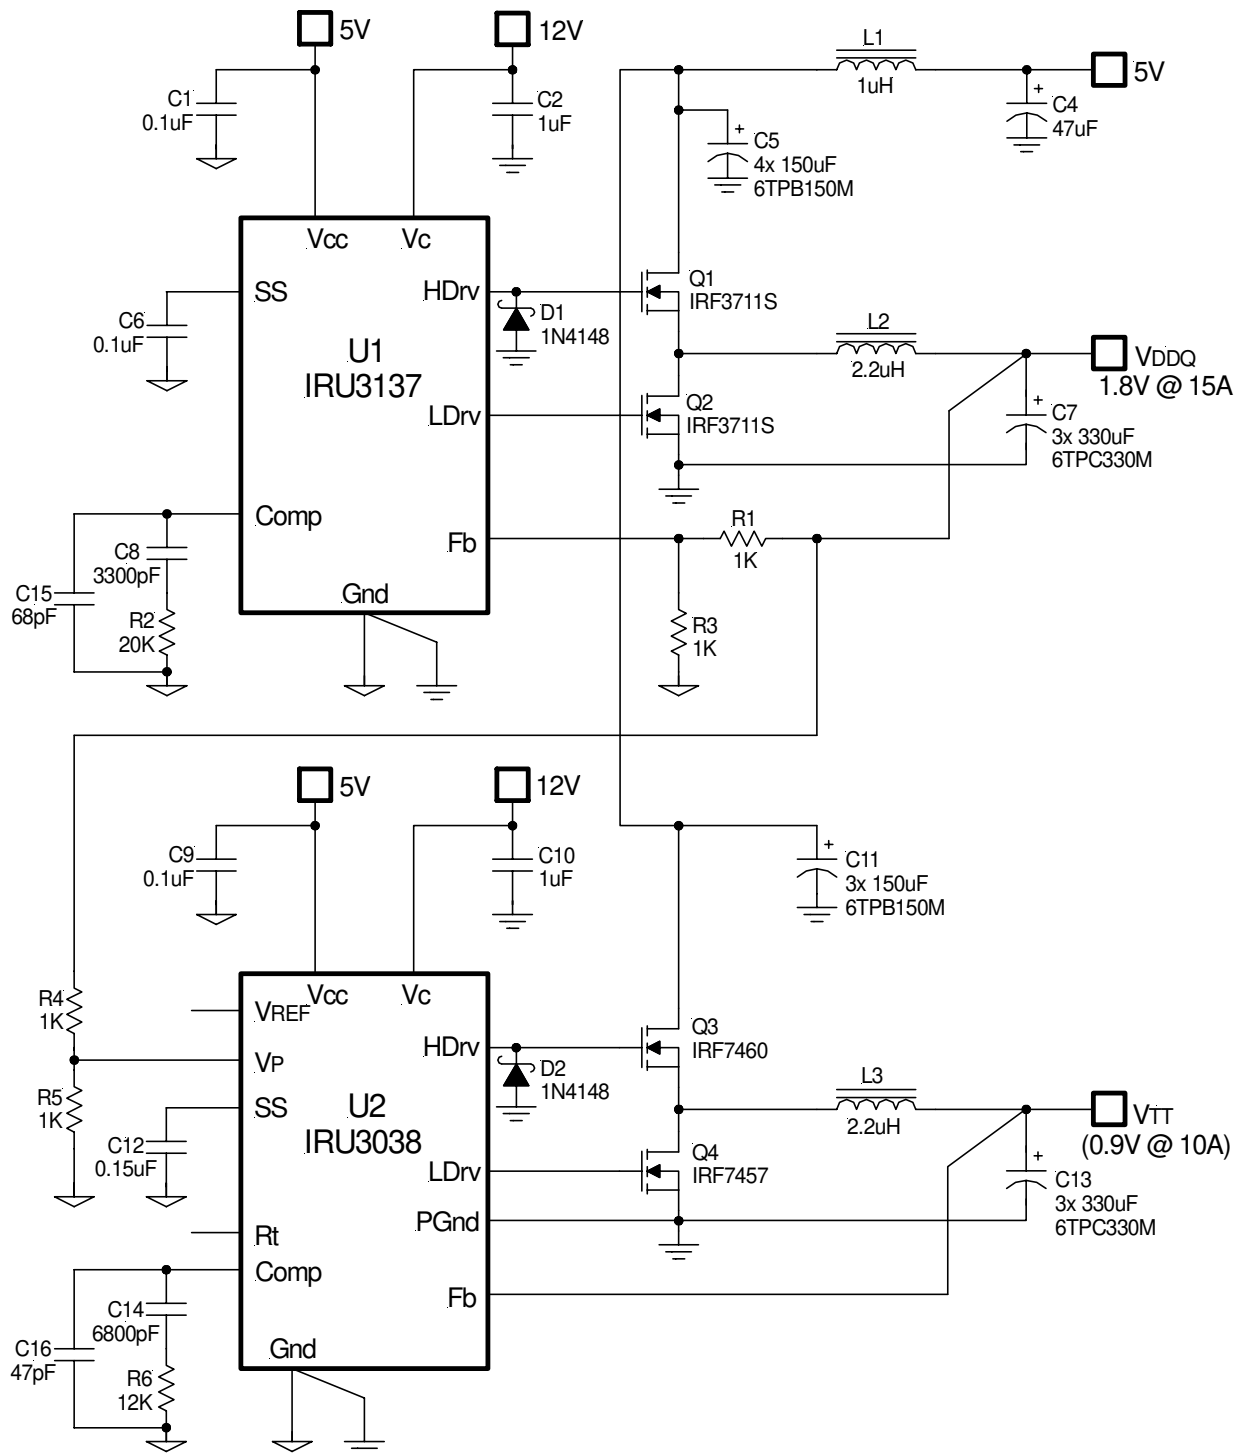 5V
12V
C1
0.1uF
C2
1uF
L1
1uH
5V
C4
47uF
C5
4x 150uF
6TPB150M
Vcc
Vc
SS
HDrv
C6
0.1uF
U1
IRU3137
D1
1N4148
Q1
IRF3711S
L2
2.2uH
VDDQ
1.8V @ 15A
LDrv
Q2
IRF3711S
C7
3x 330uF
6TPC330M
Comp
Fb
C8
3300pF
C15
68pF
R2
20K
Gnd
R1
1K
R3
1K
5V
12V
C9
0.1uF
C10
1uF
C11
3x 150uF
6TPB150M
R4
1K
R5
1K
VREF
Vcc
Vc
VP
HDrv
SS
C12
0.15uF
U2
IRU3038
D2
1N4148
Q3
IRF7460
L3
2.2uH
VTT
(0.9V @ 10A)
LDrv
Q4
IRF7457
PGnd
C13
3x 330uF
6TPC330M
Rt
Comp
Fb
C14
6800pF
C16
47pF
R6
12K
Gnd